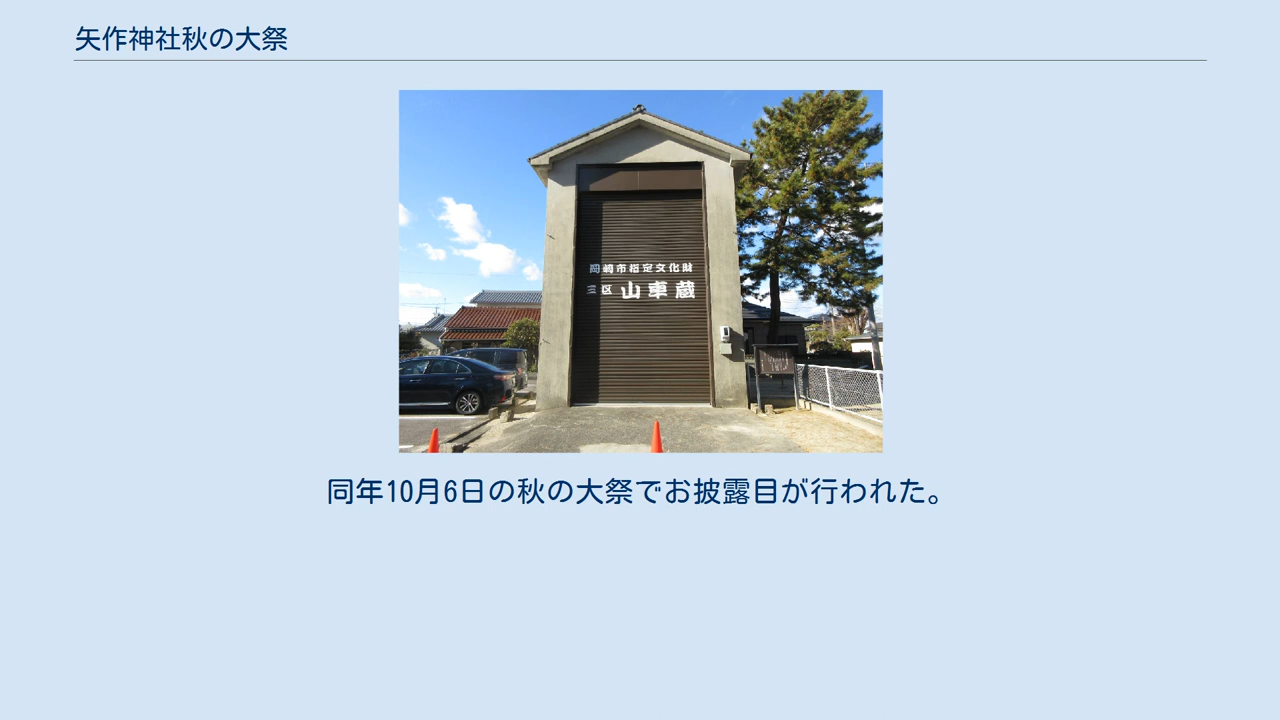 矢作神社秋の大祭
岡崎市指定文化財
三区 山車蔵
同年10月6日の秋の大祭でお披露目が行われた。